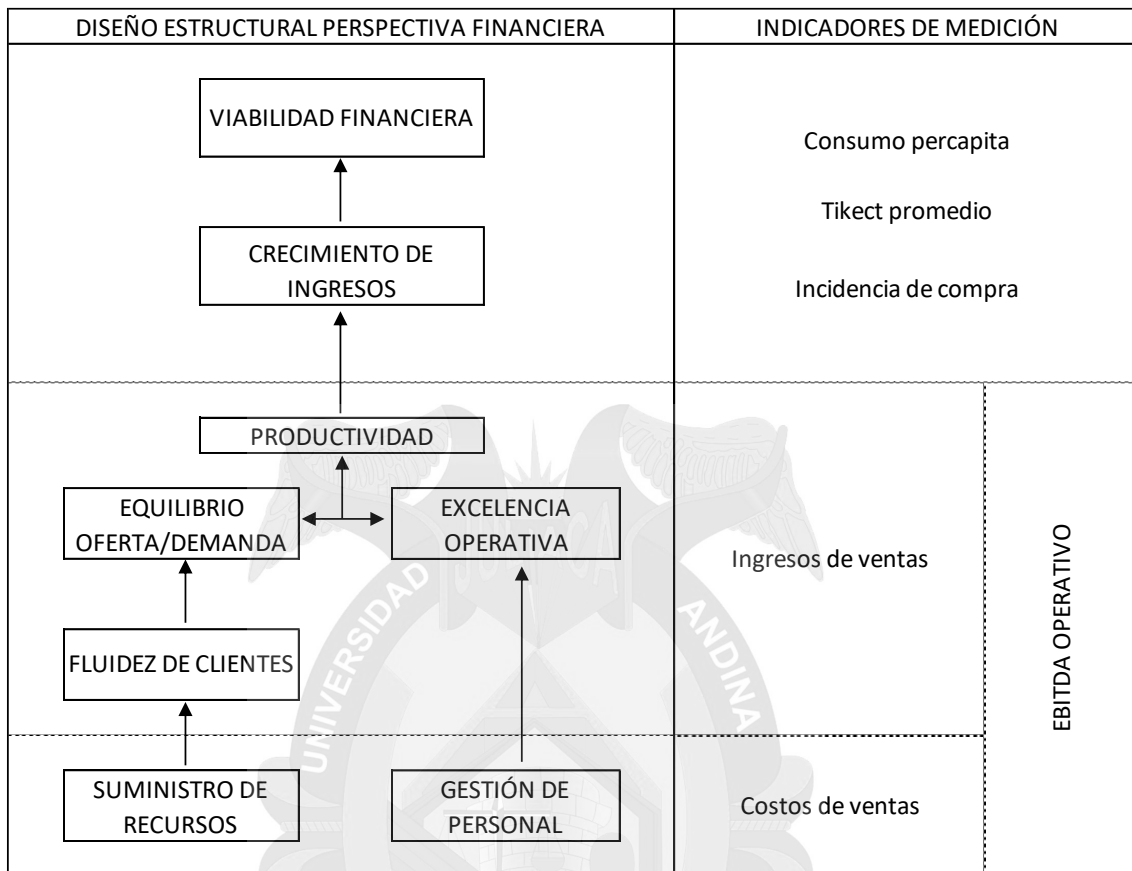 DISEÑO ESTRUCTURAL PERSPECTIVA FINANCIERA
INDICADORES DE MEDICIÓN
VIABILIDAD FINANCIERA
Consumo percapita
Tikect promedio
CRECIMIENTO DE
INGRESOS
Incidencia de compra
PRODUCTIVIDAD
EQUILIBRIO
OFERTA/DEMANDA
EXCELENCIA
OPERATIVA
Ingresos de ventas
EBITDA OPERATIVO
FLUIDEZ DE CLIENTES
SUMINISTRO DE
RECURSOS
GESTIÓN DE
PERSONAL
Costos de ventas
UNIVERSIDAD
ANDINA